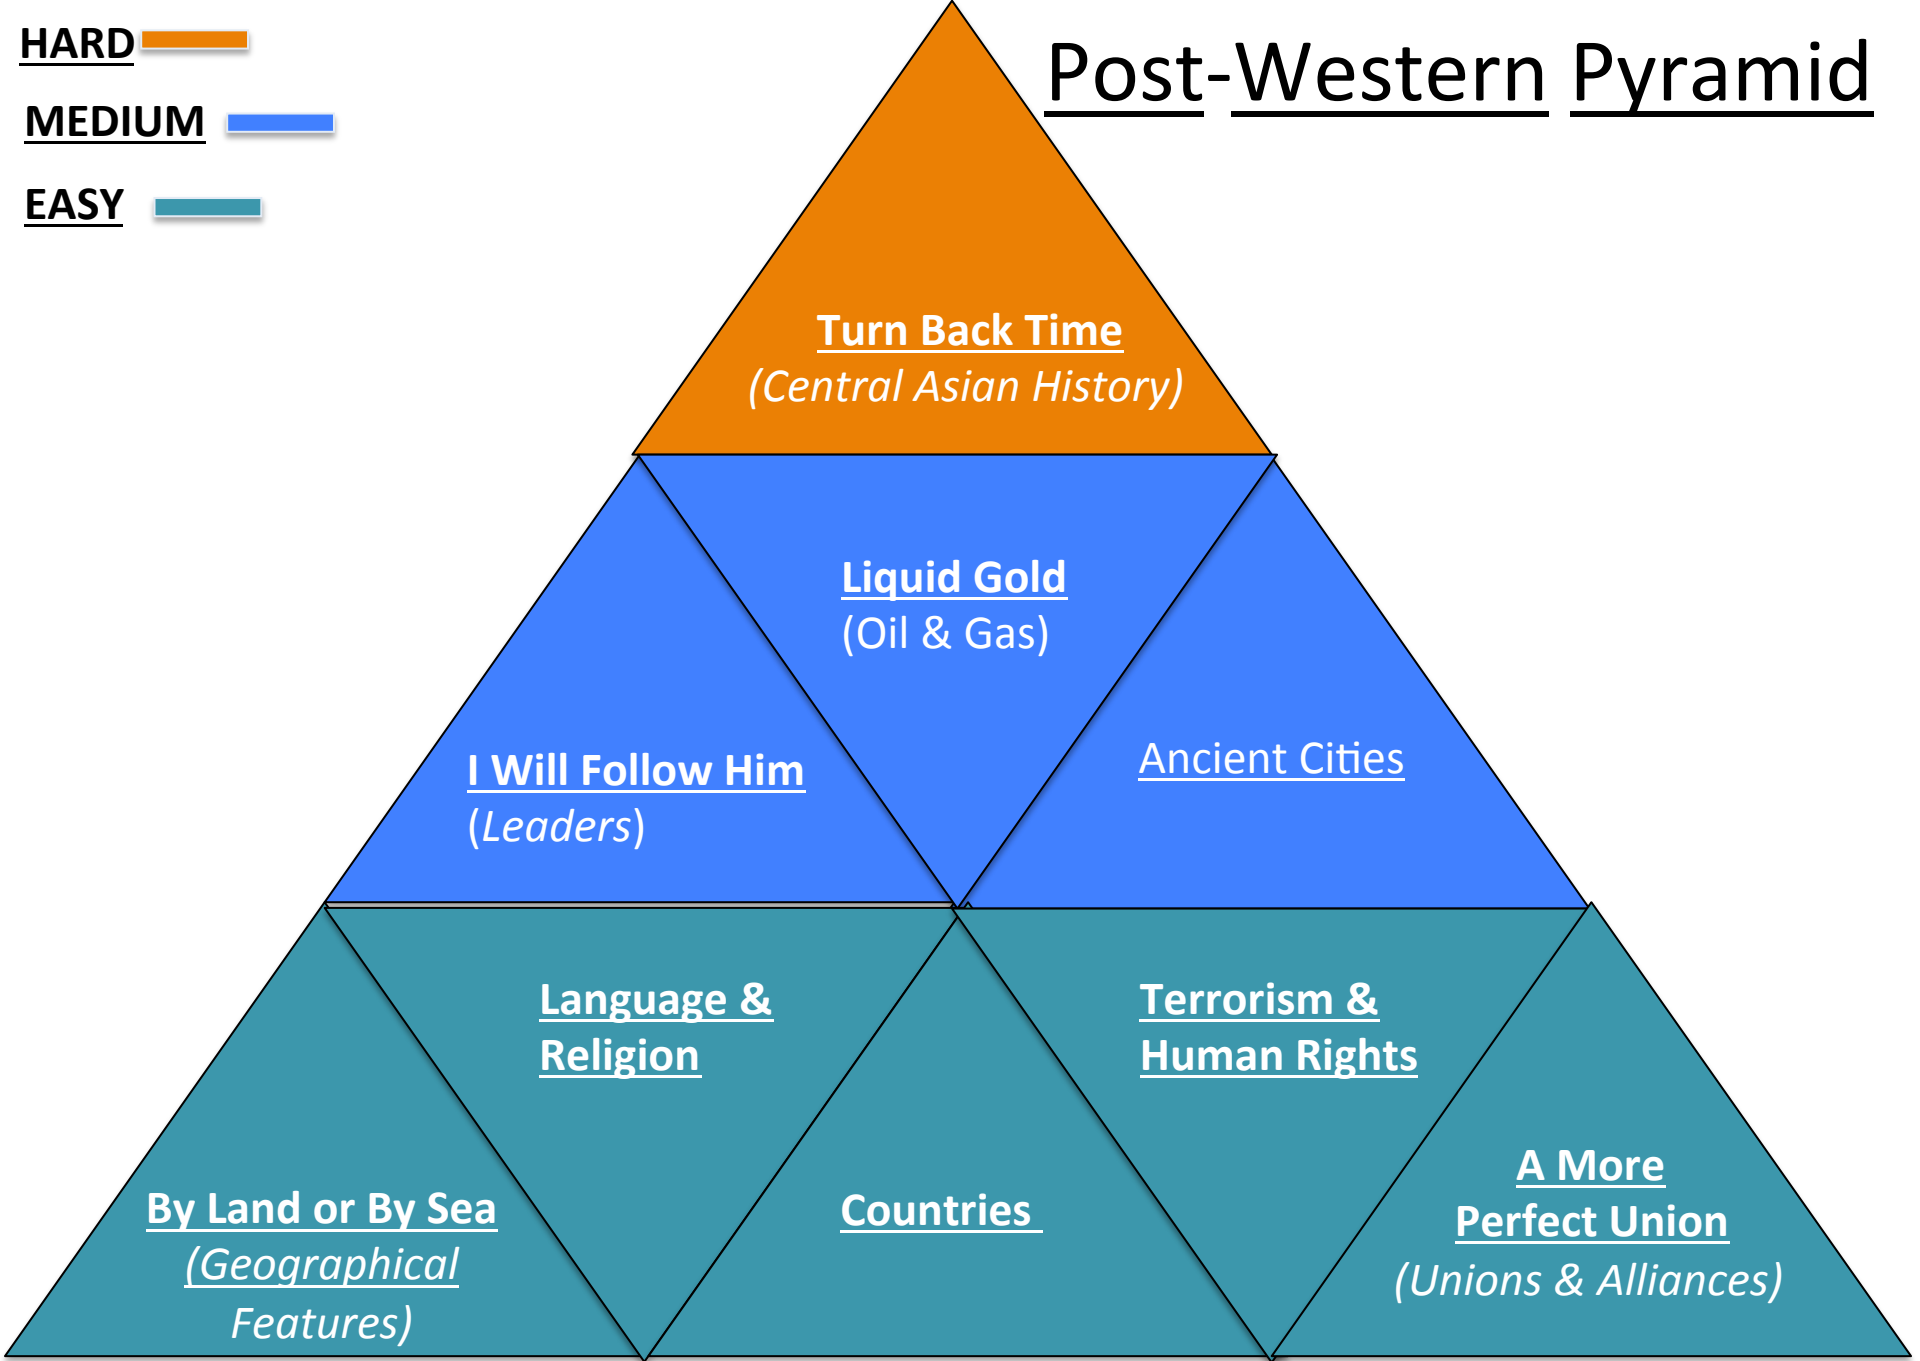 HARD
Post-Western Pyramid
MEDIUM
EASY
Turn Back Time
(Central Asian History)
Liquid Gold
(Oil & Gas)
I Will Follow Him
(Leaders)
Ancient Cities
Language &
Religion
Terrorism &
Human Rights
By Land or By Sea
(Geographical
Features)
Countries
A More
Perfect Union
(Unions & Alliances)